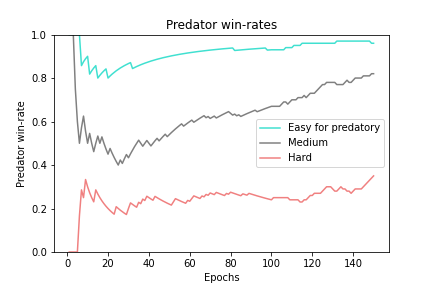 Predator win-rates
Predator win-rate
1.0
0.8
0.6
0.4
0.2
0.0
Easy for predatory
Medium
Hard
0 20 40 60 80 100 120 140
Epochs